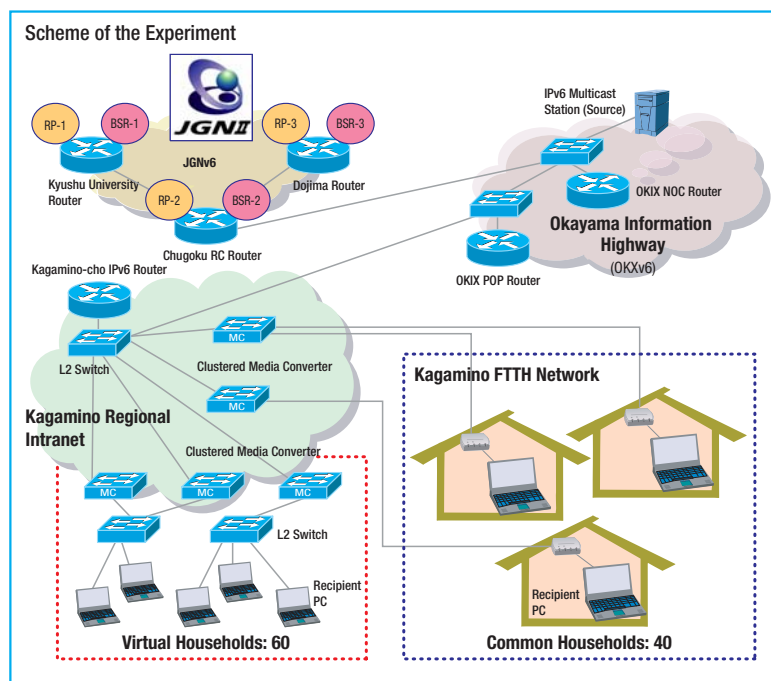 Scheme of the Experiment
JGNII
JGNv6
RP-1
BSR-1
RP-3
BSR-3
Kyushu University
Router
Dojima Router
RP-2
BSR-2
Chugoku RC Router
IPv6 Multicast
Station (Source)
OKIX NOC Router
Okayama Information
Highway
(OKXv6)
OKIX POP Router
Kagamino-cho IPv6 Router
L2 Switch
MC
Clustered Media Converter
MC
Kagamino Regional
Intranet
Clustered Media Converter
MC
MC
MC
L2 Switch
Recipient
PC
Virtual Households: 60
Kagamino FTTH Network
Recipient
PC
Common Households: 40